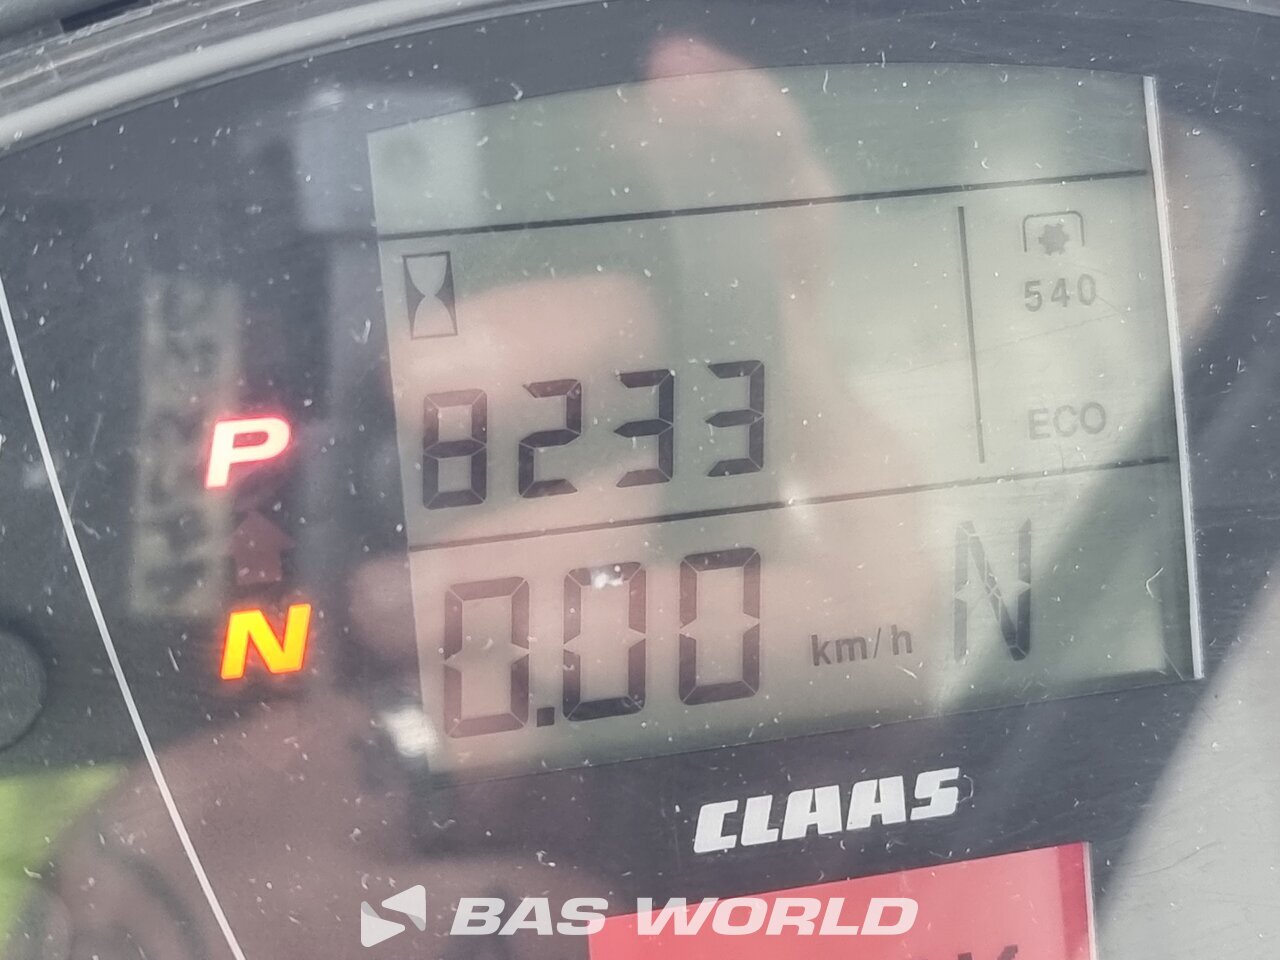 540
8233
ECO
P
0.00 km/h N
N
CLAAS
BAS WORLD